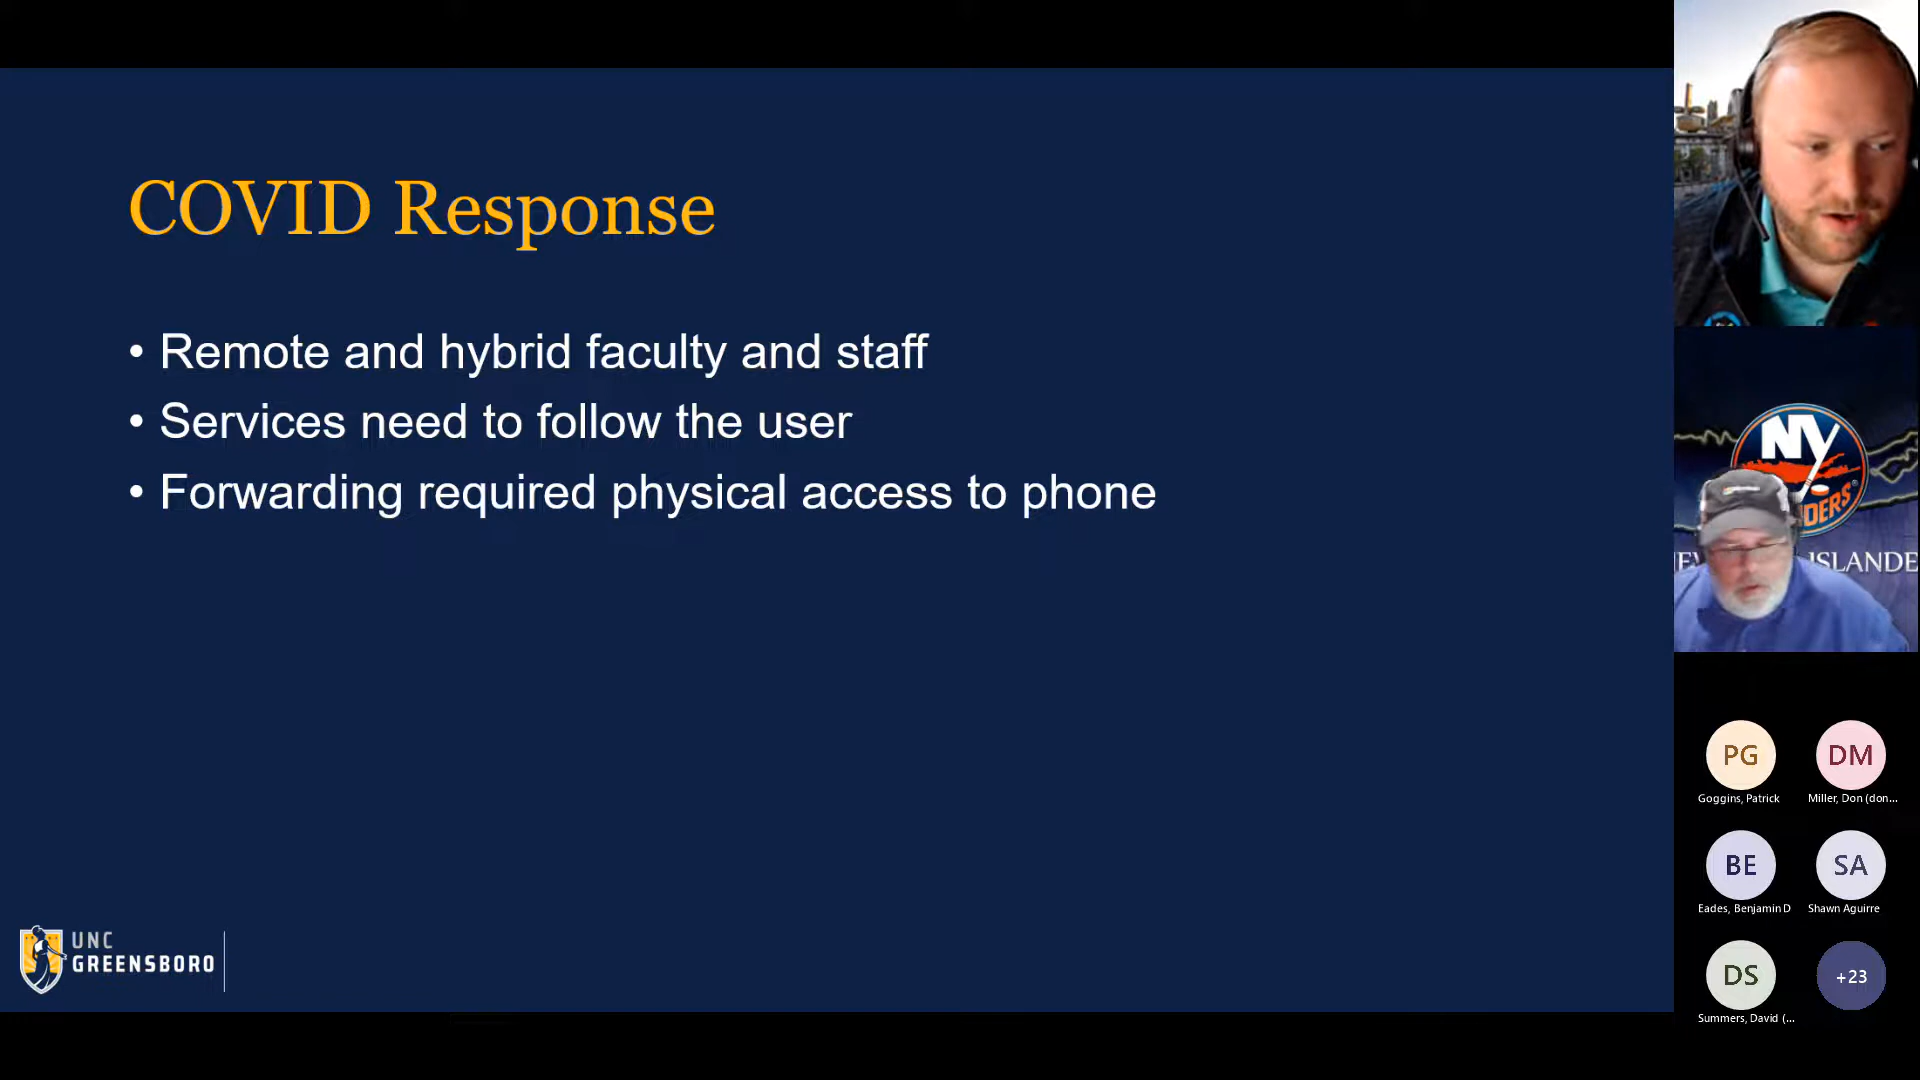 COVID Response
• Remote and hybrid faculty and staff
• Services need to follow the user
• Forwarding required physical access to phone
UNC
GREENSBORO
NY
PG
DM
Goggins, Patrick
Miller, Don (don...
BE
SA
Eades, Benjamin D
Shawn Aguirre
DS
+23
Summers, David (...